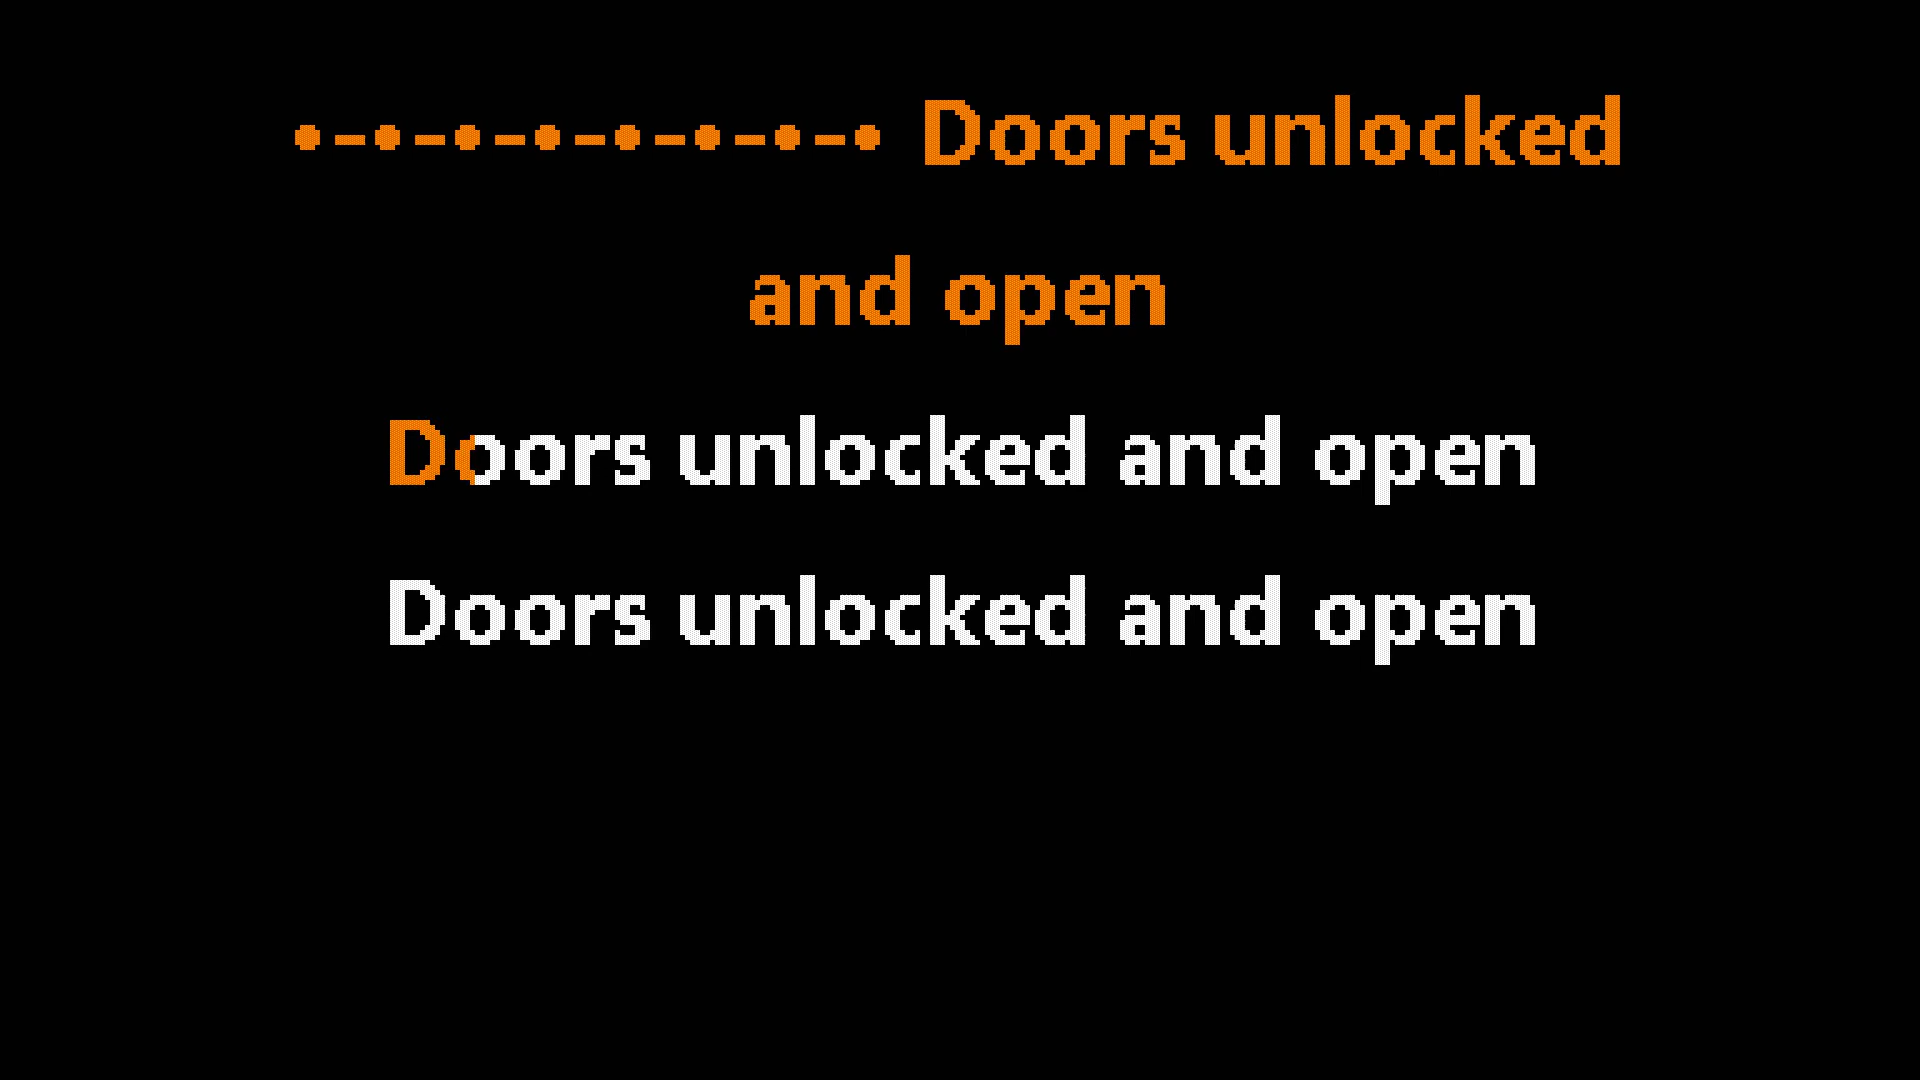 •–•–•–•–•–•–•–• Doors unlocked
and open
Doors unlocked and open
Doors unlocked and open